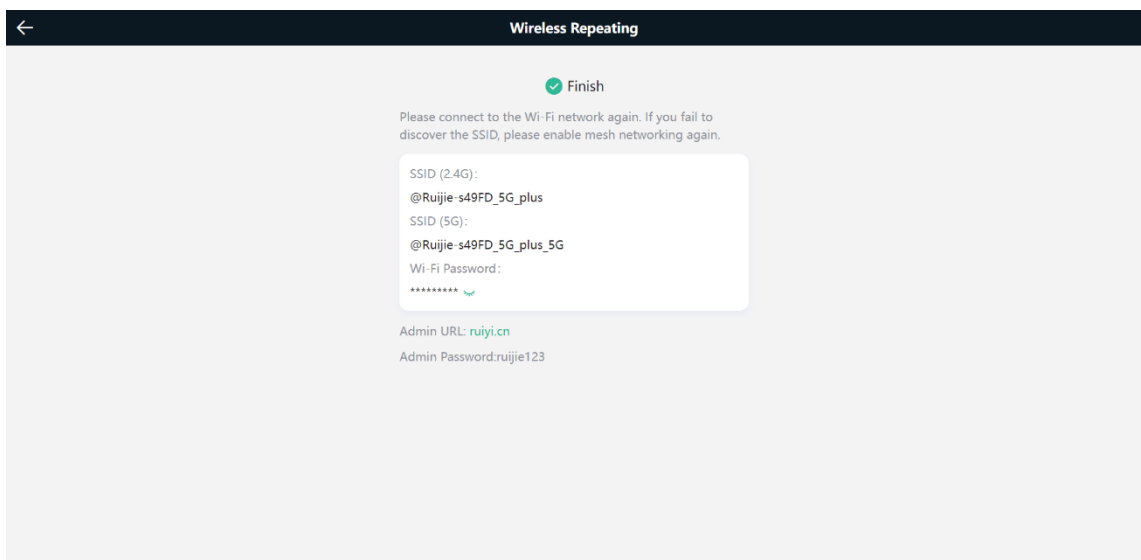 Wireless Repeating
Finish
Please connect to the Wi-Fi network again. If you fail to
discover the SSID, please enable mesh networking again.
SSID (2.4G):
@Ruijie-s49FD_5G_plus
SSID (5G):
@Ruijie-s49FD_5G_plus_5G
Wi-Fi Password:
*********
Admin URL: ruiyi.cn
Admin Password:ruijie123